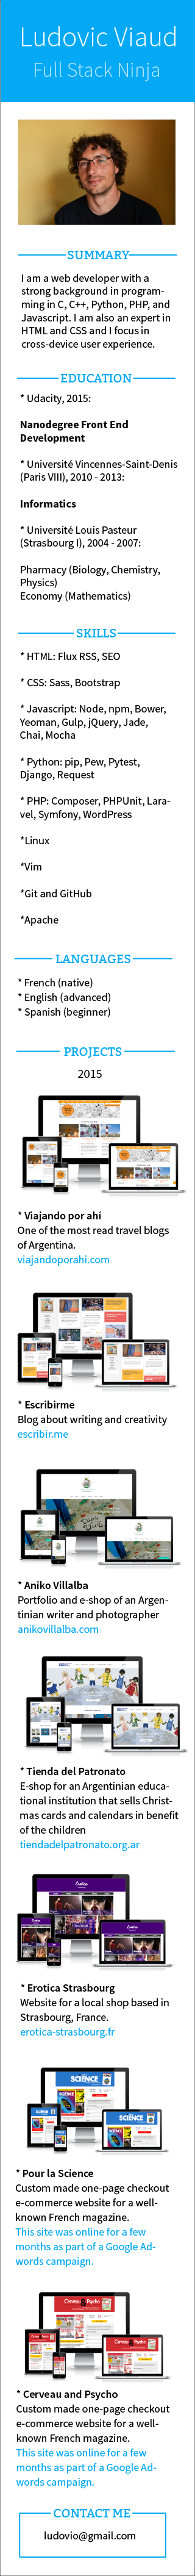 Ludovic Viaud
Full Stack Ninja
SUMMARY
I am a web developer with a
strong background in program-
ming in C, C++, Python, PHP, and
Javascript. I am also an expert in
HTML and CSS and I focus in
cross-device user experience.
EDUCATION
* Udacity, 2015:
Nanodegree Front End
Development
* Université Vincennes-Saint-Denis
(Paris VIII), 2010 - 2013:
Informatics
* Université Louis Pasteur
(Strasbourg I), 2004 - 2007:
Pharmacy (Biology, Chemistry,
Physics)
Economy (Mathematics)
SKILLS
* HTML: Flux RSS, SEO
* CSS: Sass, Bootstrap
* Javascript: Node, npm, Bower,
Yeoman, Gulp, jQuery, Jade,
Chai, Mocha
* Python: pip, Pew, Pytest,
Django, Request
* PHP: Composer, PHPUnit, Lara-
vel, Symfony, WordPress
*Linux
*Vim
*Git and GitHub
*Apache
LANGUAGES
* French (native)
* English (advanced)
* Spanish (beginner)
PROJECTS
2015
* Viajando por ahí
One of the most read travel blogs
of Argentina.
viajandoporahi.com
* Escribirme
Blog about writing and creativity
escribir.me
* Aniko Villalba
Portfolio and e-shop of an Argen-
tinian writer and photographer
anikovillalba.com
* Tienda del Patronato
E-shop for an Argentinian educa-
tional institution that sells Christ-
mas cards and calendars in benefit
of the children
tiendadelpatronato.org.ar
* Erotica Strasbourg
Website for a local shop based in
Strasbourg, France.
erotica-strasbourg.fr
SCIENCE
* Pour la Science
Custom made one-page checkout
e-commerce website for a well-
known French magazine.
This site was online for a few
months as part of a Google Ad-
words campaign.
* Cerveau and Psycho
Custom made one-page checkout
e-commerce website for a well-
known French magazine.
This site was online for a few
months as part of a Google Ad-
words campaign.
CONTACT ME
ludovio@gmail.com